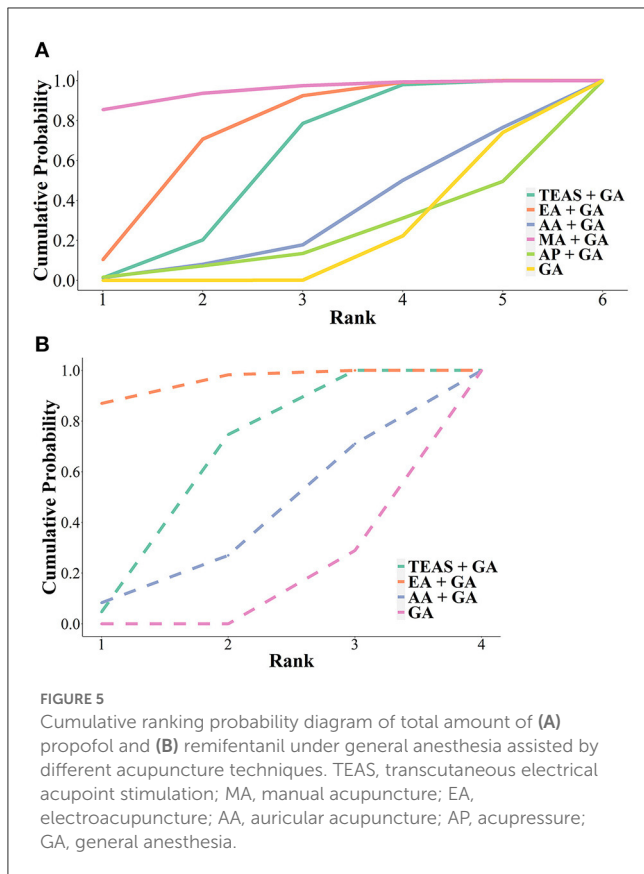 A
Cumulative Probability
1.0
0.8
0.6
0.4
0.2
0.0
TEAS + GA
EA + GA
AA + GA
MA + GA
AP + GA
GA
1 2 3 4 5 6
Rank
B
Cumulative Probability
1.0
0.8
0.6
0.4
0.2
0.0
TEAS + GA
EA + GA
AA + GA
GA
1 2 3 4
Rank
FIGURE 5
Cumulative ranking probability diagram of total amount of (A)
propofol and (B) remifentanil under general anesthesia assisted by
different acupuncture techniques. TEAS, transcutaneous electrical
acupoint stimulation; MA, manual acupuncture; EA,
electroacupuncture; AA, auricular acupuncture; AP, acupressure;
GA, general anesthesia.